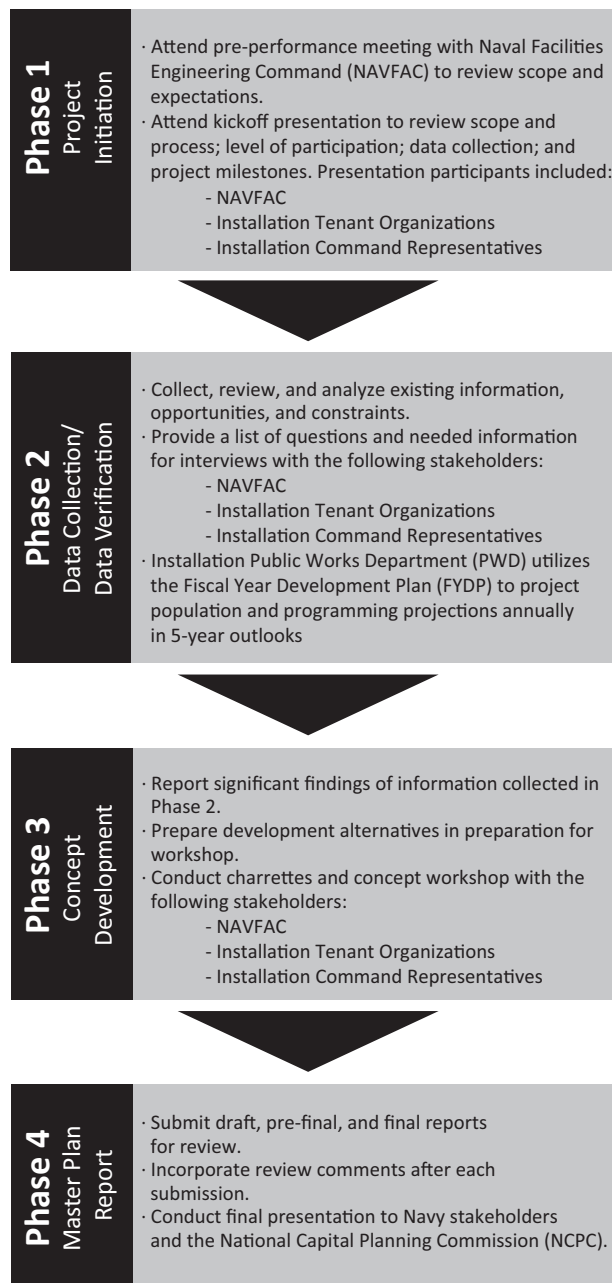 Phase 1
Project
Initiation
· Attend pre-performance meeting with Naval Facilities
Engineering Command (NAVFAC) to review scope and
expectations.
· Attend kickoff presentation to review scope and
process; level of participation; data collection; and
project milestones. Presentation participants included:
- NAVFAC
- Installation Tenant Organizations
- Installation Command Representatives
Phase 2
Data Collection/
Data Verification
· Collect, review, and analyze existing information,
opportunities, and constraints.
· Provide a list of questions and needed information
for interviews with the following stakeholders:
- NAVFAC
- Installation Tenant Organizations
- Installation Command Representatives
· Installation Public Works Department (PWD) utilizes
the Fiscal Year Development Plan (FYDP) to project
population and programming projections annually
in 5-year outlooks
Phase 3
Concept
Development
· Report significant findings of information collected in
Phase 2.
· Prepare development alternatives in preparation for
workshop.
· Conduct charrettes and concept workshop with the
following stakeholders:
- NAVFAC
- Installation Tenant Organizations
- Installation Command Representatives
Phase 4
Master Plan
Report
· Submit draft, pre-final, and final reports
for review.
· Incorporate review comments after each
submission.
· Conduct final presentation to Navy stakeholders
and the National Capital Planning Commission (NCPC).